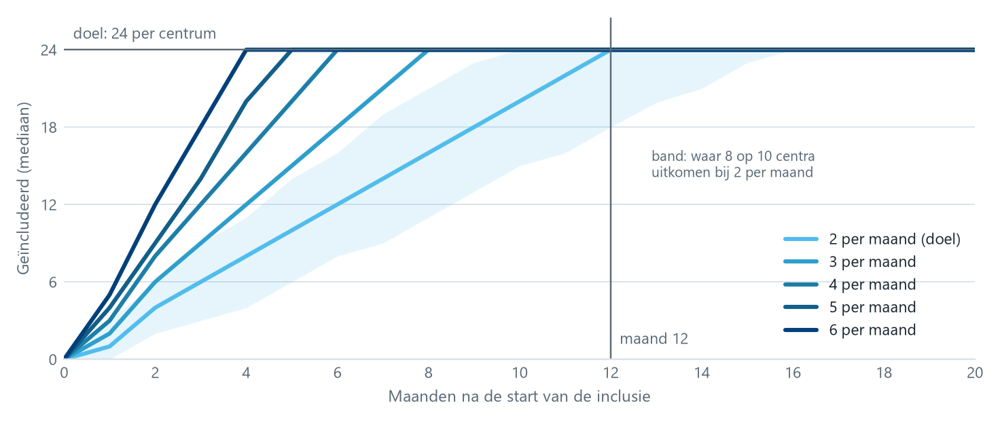 doel: 24 per centrum
24
18
12
6
0
Geïncludeerd (mediaan)
band: waar 8 op 10 centra
uitkomen bij 2 per maand
2 per maand (doel)
3 per maand
4 per maand
5 per maand
6 per maand
maand 12
0 2 4 6 8 10 12 14 16 18 20
Maanden na de start van de inclusie